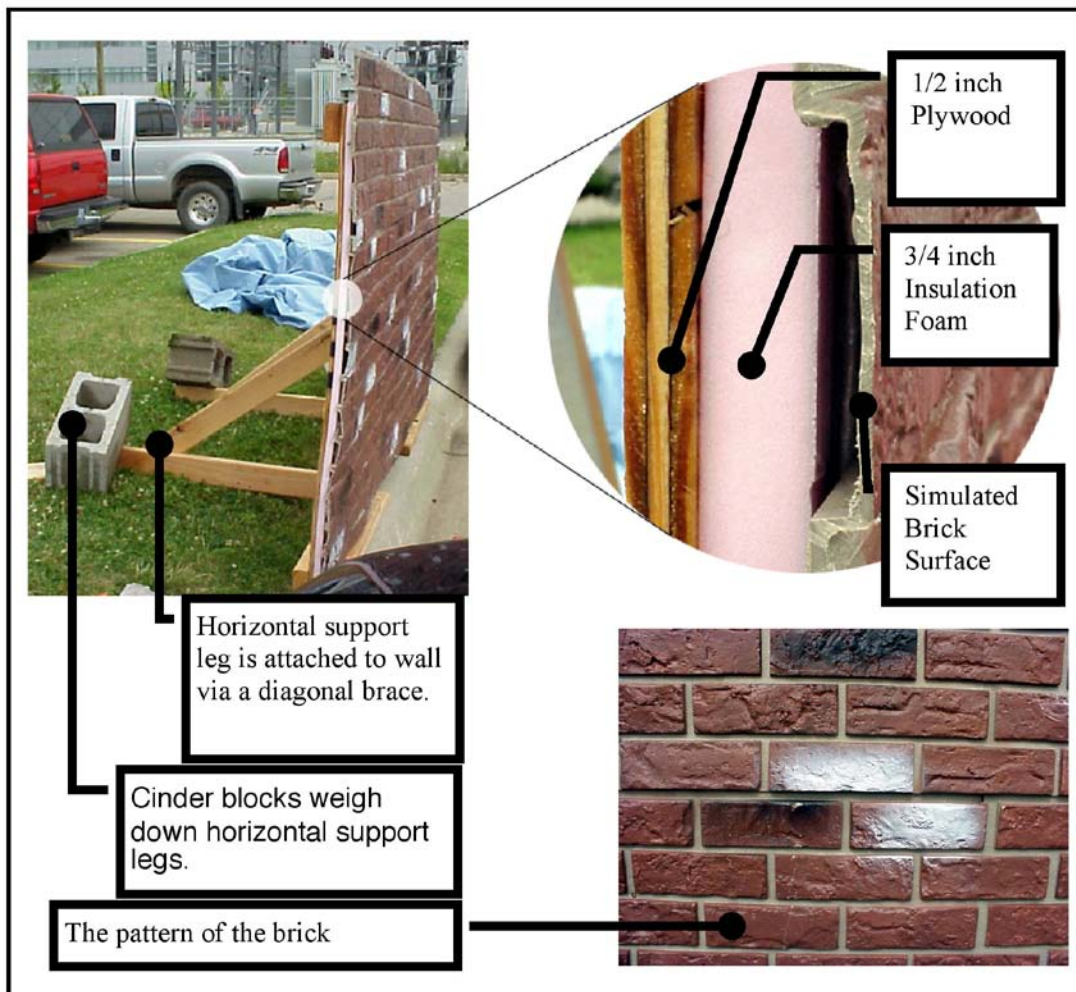 1/2 inch
Plywood
3/4 inch
Insulation
Foam
Simulated
Brick
Surface
Horizontal support
leg is attached to wall
via a diagonal brace.
Cinder blocks weigh
down horizontal support
legs.
The pattern of the brick